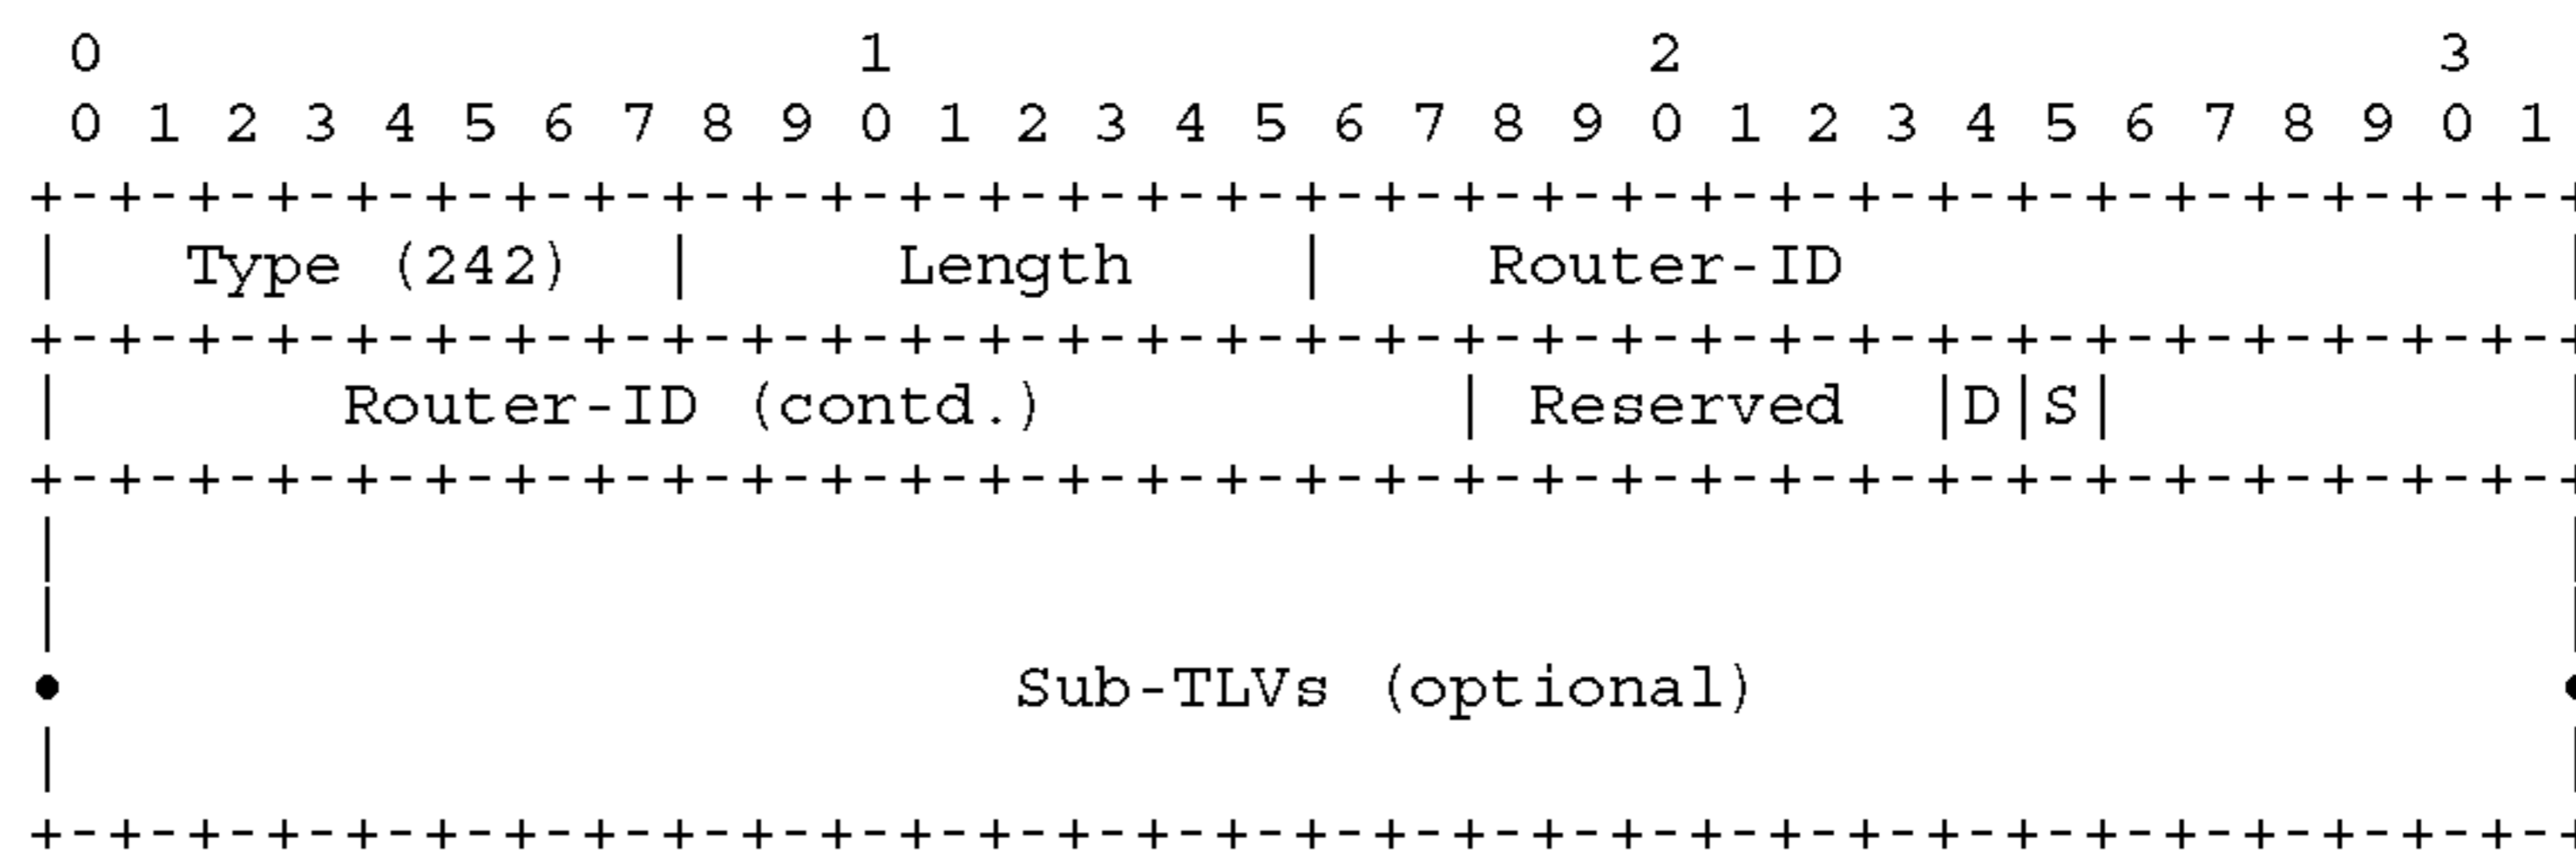 0 1 2 3
0 1 2 3 4 5 6 7 8 9 0 1 2 3 4 5 6 7 8 9 0 1 2 3 4 5 6 7 8 9 0 1
+-+-+-+-+-+-+-+-+-+-+-+-+-+-+-+-+-+-+-+-+-+-+-+-+-+-+-+-+-+-+-+-+
| Type (242) | Length | Router-ID |
+-+-+-+-+-+-+-+-+-+-+-+-+-+-+-+-+-+-+-+-+-+-+-+-+-+-+-+-+-+-+-+-+
| Router-ID (contd.) | Reserved |D|S| |
+-+-+-+-+-+-+-+-+-+-+-+-+-+-+-+-+-+-+-+-+-+-+-+-+-+-+-+-+-+-+-+-+
| |
| |
• Sub-TLVs (optional) •
| |
+-+-+-+-+-+-+-+-+-+-+-+-+-+-+-+-+-+-+-+-+-+-+-+-+-+-+-+-+-+-+-+-+